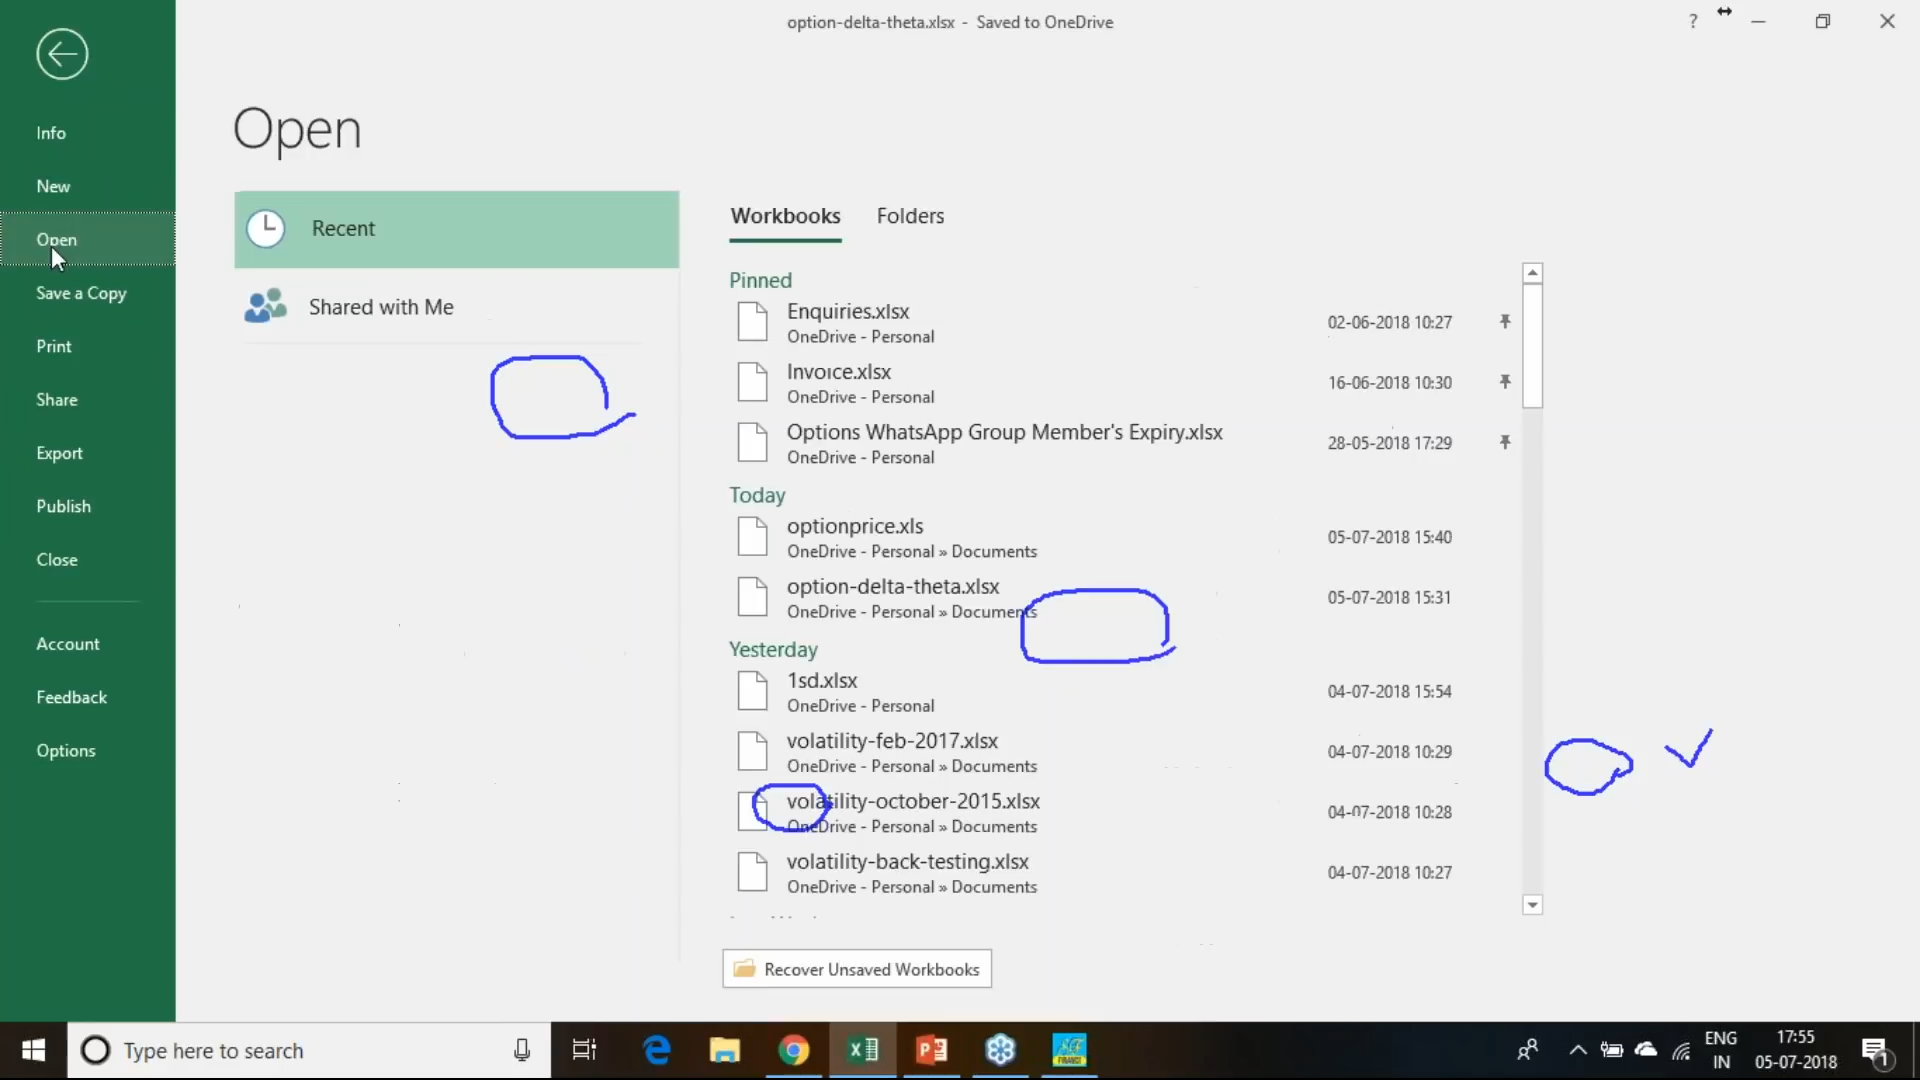 option-delta-theta.xlsx - Saved to OneDrive
?
Info
New
Open
Save a Copy
Print
Share
Export
Publish
Close
Account
Feedback
Options
Open
Recent
Shared with Me
Workbooks Folders
Pinned
Enquiries.xlsx
OneDrive - Personal
02-06-2018 10:27
Invoice.xlsx
OneDrive - Personal
16-06-2018 10:30
Options WhatsApp Group Member's Expiry.xlsx
OneDrive - Personal
28-05-2018 17:29
Today
optionprice.xls
OneDrive - Personal » Documents
05-07-2018 15:40
option-delta-theta.xlsx
OneDrive - Personal » Documents
05-07-2018 15:31
Yesterday
1sd.xlsx
OneDrive - Personal
04-07-2018 15:54
volatility-feb-2017.xlsx
OneDrive - Personal » Documents
04-07-2018 10:29
volatility-october-2015.xlsx
OneDrive - Personal » Documents
04-07-2018 10:28
volatility-back-testing.xlsx
OneDrive - Personal » Documents
04-07-2018 10:27
Recover Unsaved Workbooks
Type here to search
ENG
IN
17:55
05-07-2018
1